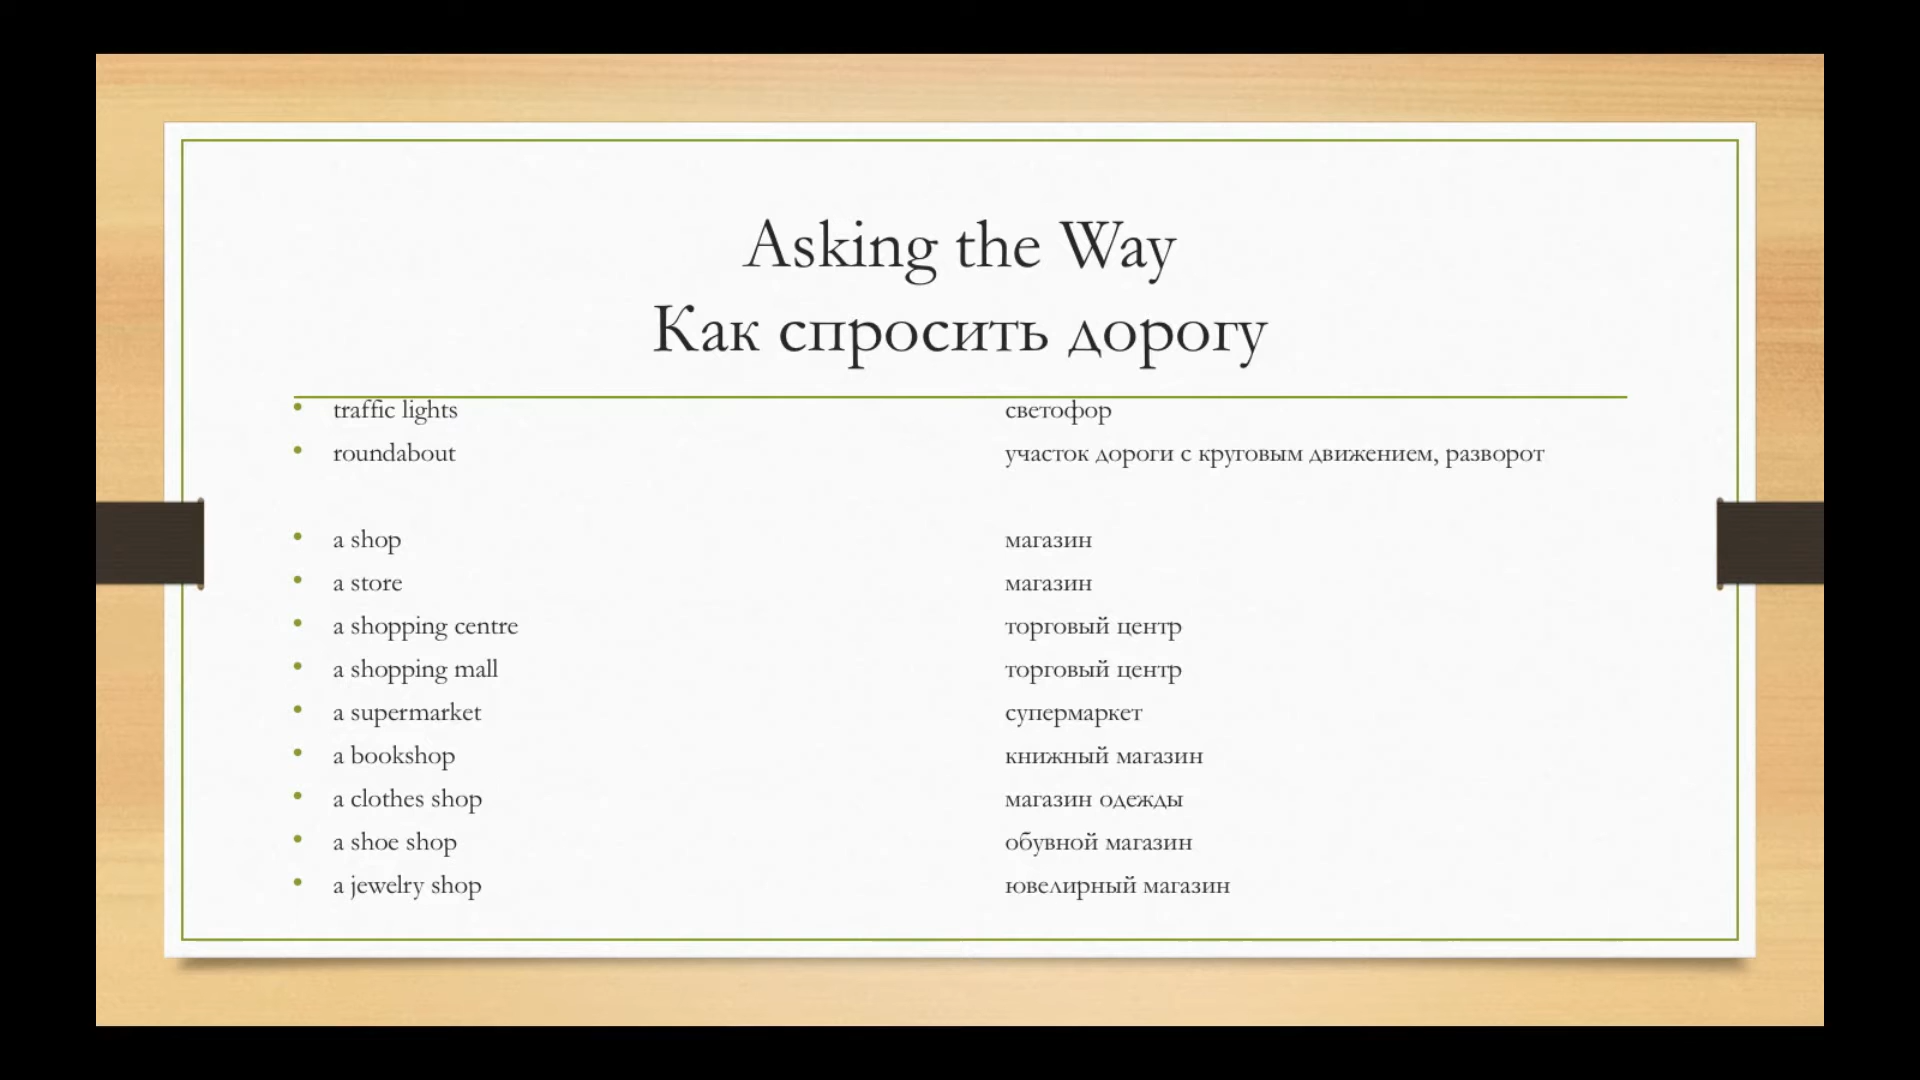 Asking the Way
Как спросить дорогу
• traffic lights светофор
• roundabout участок дороги с круговым движением, разворот
• a shop магазин
• a store магазин
• a shopping centre торговый центр
• a shopping mall торговый центр
• a supermarket супермаркет
• a bookshop книжный магазин
• a clothes shop магазин одежды
• a shoe shop обувной магазин
• a jewelry shop ювелирный магазин